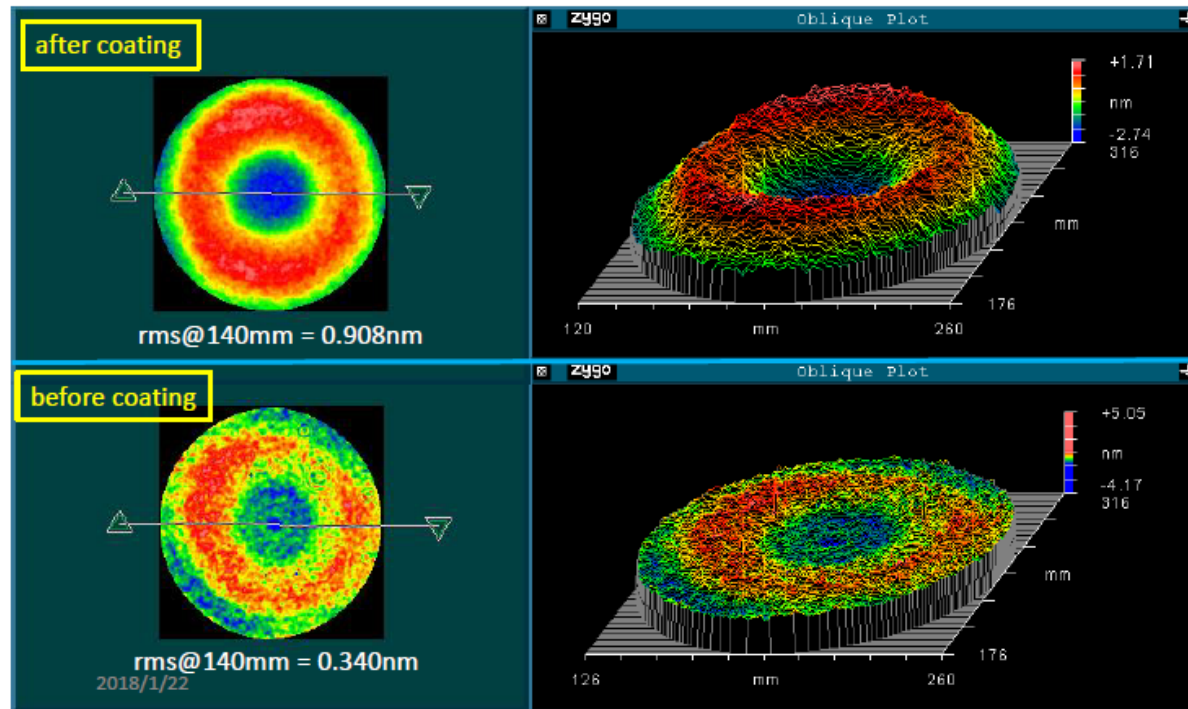 after coating
rms@140mm = 0.908nm
zygo
Oblique Plot
+1.71
nm
-2.74
316
mm
176
120
mm
260
before coating
rms@140mm = 0.340nm
2018/1/22
zygo
Oblique Plot
+5.05
nm
-4.17
316
mm
176
126
mm
260